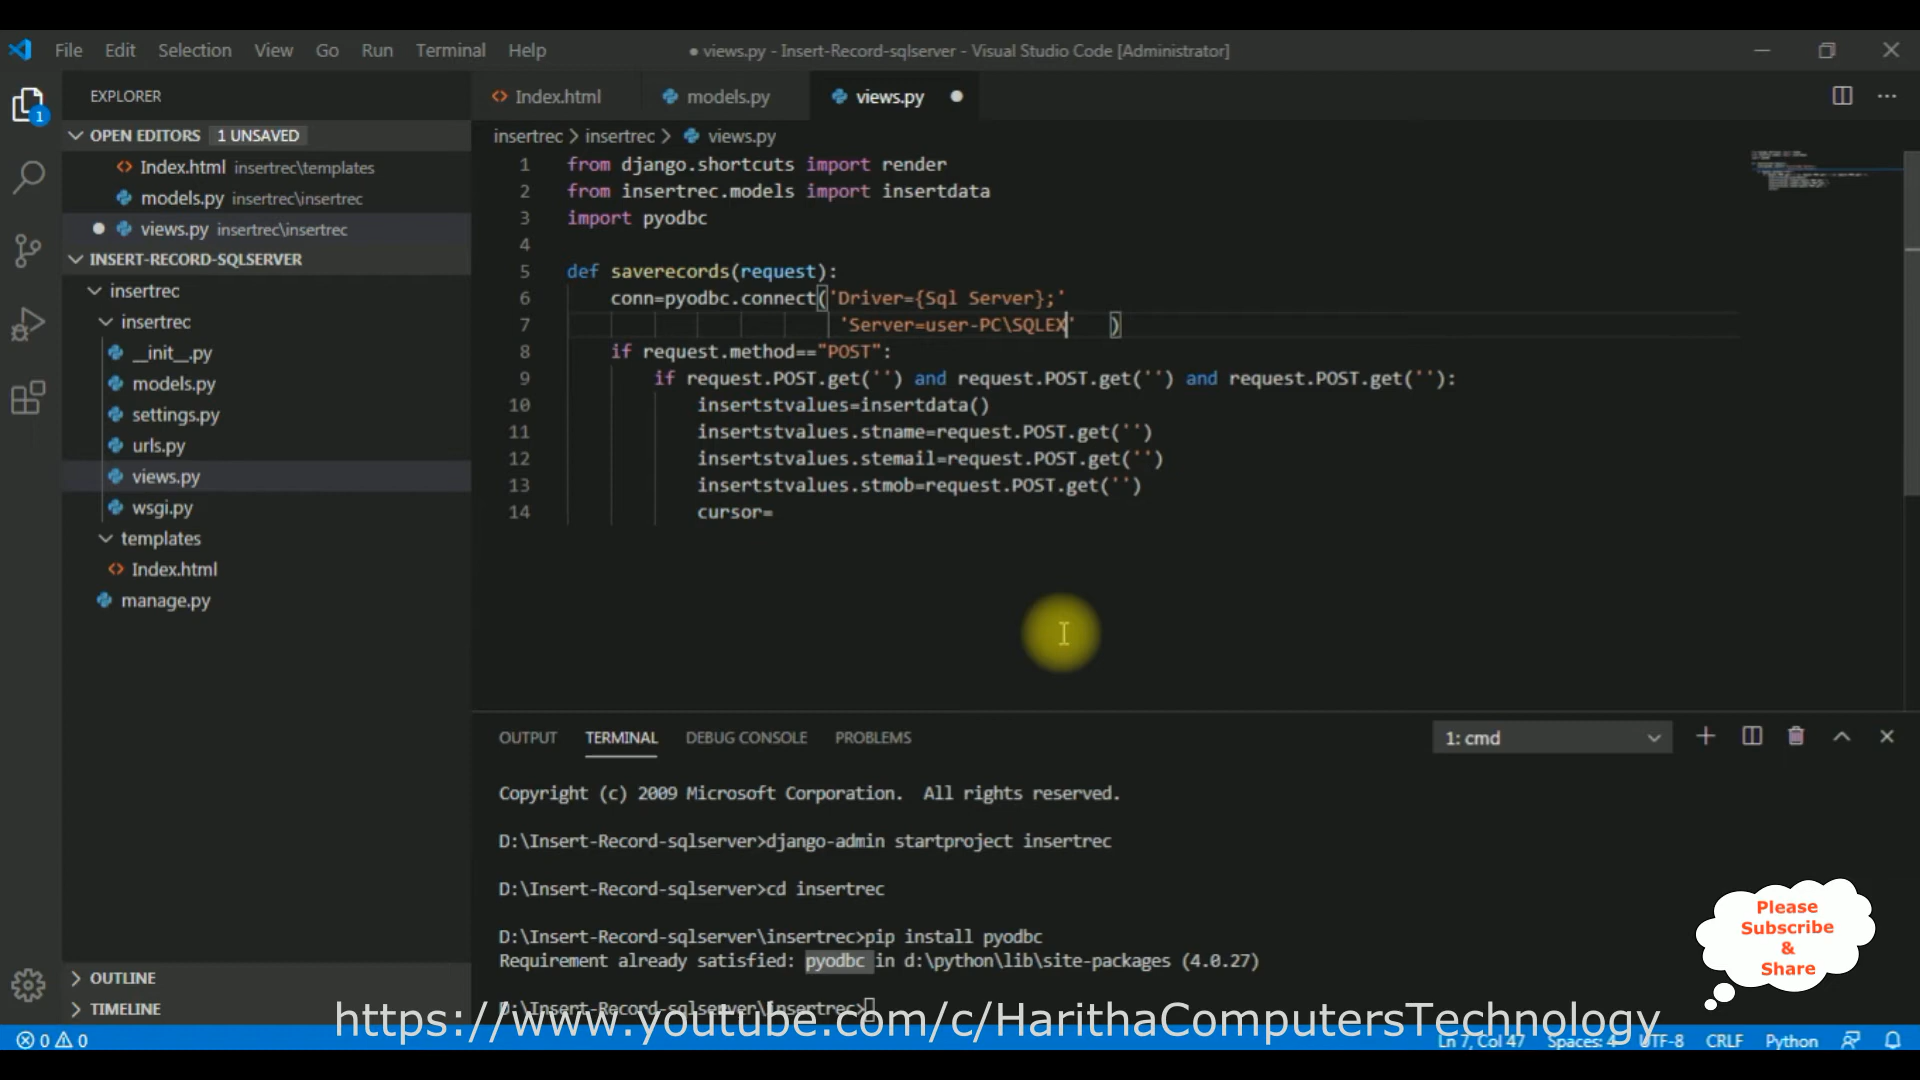 File Edit Selection View Go Run Terminal Help
● views.py - Insert-Record-sqlserver - Visual Studio Code [Administrator]
EXPLORER
Index.html
models.py
views.py
OPEN EDITORS 1 UNSAVED
Index.html insertrec\templates
models.py insertrec\insertrec
views.py insertrec\insertrec
INSERT-RECORD-SQLSERVER
insertrec
insertrec
__init__.py
models.py
settings.py
urls.py
views.py
wsgi.py
templates
Index.html
manage.py
OUTLINE
TIMELINE
1
insertrec > insertrec > views.py
1 from django.shortcuts import render
2 from insertrec.models import insertdata
3 import pyodbc
4
5 def saverecords(request):
6 conn=pyodbc.connect('Driver={Sql Server};'
7 'Server=user-PC\SQLEX' )
8 if request.method=="POST":
9 if request.POST.get('') and request.POST.get('') and request.POST.get(''):
10 insertstvalues=insertdata()
11 insertstvalues.stname=request.POST.get('')
12 insertstvalues.stemail=request.POST.get('')
13 insertstvalues.stmob=request.POST.get('')
14 cursor=
OUTPUT TERMINAL DEBUG CONSOLE PROBLEMS
1: cmd
Copyright (c) 2009 Microsoft Corporation. All rights reserved.
D:\Insert-Record-sqlserver>django-admin startproject insertrec
D:\Insert-Record-sqlserver>cd insertrec
D:\Insert-Record-sqlserver\insertrec>pip install pyodbc
Requirement already satisfied: pyodbc in d:\python\lib\site-packages (4.0.27)
D:\Insert-Record-sqlserver\insertrec>
https://www.youtube.com/c/HarithaComputersTechnology
Please
Subscribe
&
Share
0 0
Ln 7, Col 47 Spaces: 4 UTF-8 CRLF Python